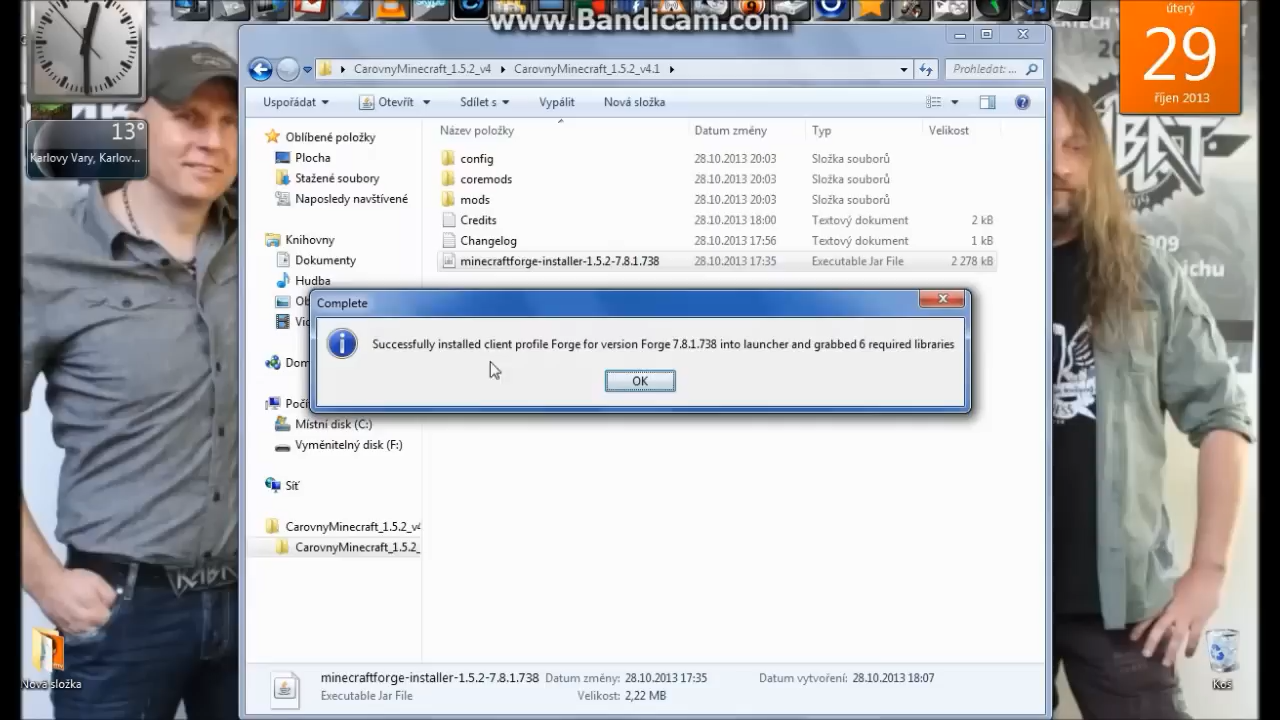 www.Bandicam.com
úterý
29
říjen 2013
13°
Karlovy Vary, Karlov...
CarovnyMinecraft_1.5.2_v4
CarovnyMinecraft_1.5.2_v4.1
Prohledat: ...
Uspořádat
Otevřít
Sdílet s
Vypálit
Nová složka
Název položky
Datum změny
Typ
Velikost
Oblíbené položky
Plocha
Stažené soubory
Naposledy navštívené
Knihovny
Dokumenty
Hudba
Místní disk (C:)
Vyměnitelný disk (F:)
Síť
CarovnyMinecraft_1.5.2_v4
CarovnyMinecraft_1.5.2_
config 28.10.2013 20:03 Složka souborů
coremods 28.10.2013 20:03 Složka souborů
mods 28.10.2013 20:03 Složka souborů
Credits 28.10.2013 18:00 Textový dokument 2 kB
Changelog 28.10.2013 17:56 Textový dokument 1 kB
minecraftforge-installer-1.5.2-7.8.1.738 28.10.2013 17:35 Executable Jar File 2 278 kB
Complete
Successfully installed client profile Forge for version Forge 7.8.1.738 into launcher and grabbed 6 required libraries
OK
minecraftforge-installer-1.5.2-7.8.1.738 Datum změny: 28.10.2013 17:35 Datum vytvoření: 28.10.2013 18:07
Executable Jar File Velikost: 2,22 MB
Nová složka
Koš